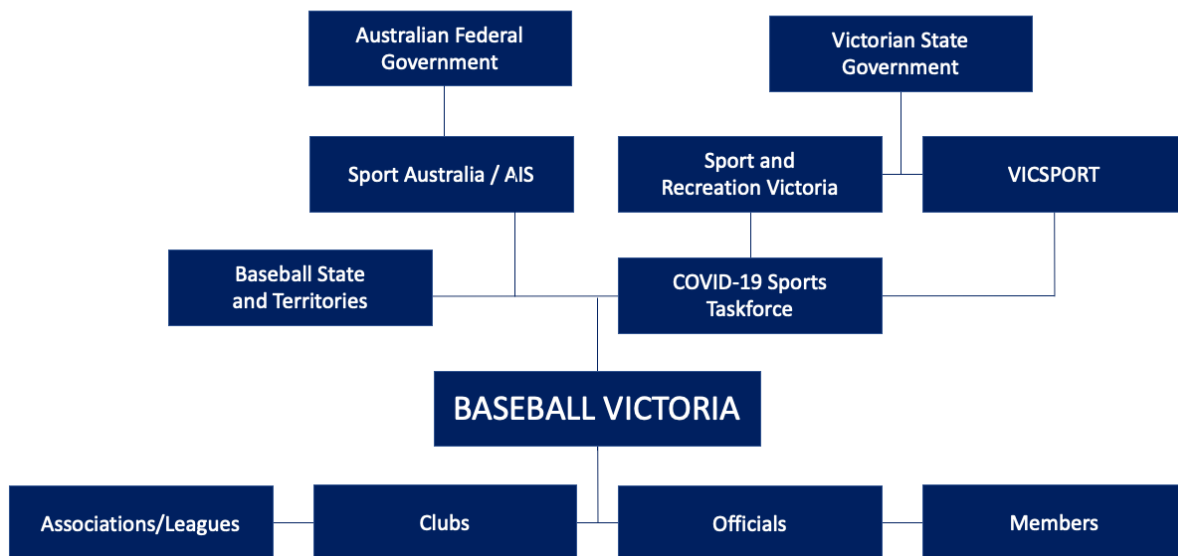 Australian Federal
Government
Victorian State
Government
Sport Australia / AIS
Sport and
Recreation Victoria
VICSPORT
Baseball State
and Territories
COVID-19 Sports
Taskforce
BASEBALL VICTORIA
Associations/Leagues
Clubs
Officials
Members